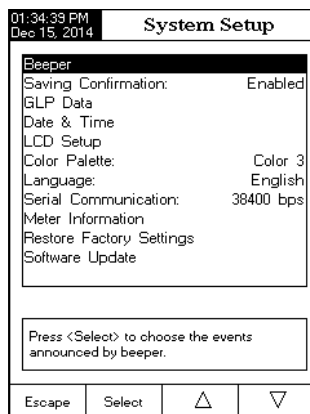 01:34:39 PM
Dec 15, 2014
System Setup
Beeper
Saving Confirmation: Enabled
GLP Data
Date & Time
LCD Setup
Color Palette: Color 3
Language: English
Serial Communication: 38400 bps
Meter Information
Restore Factory Settings
Software Update
Press <Select> to choose the events
announced by beeper.
Escape Select